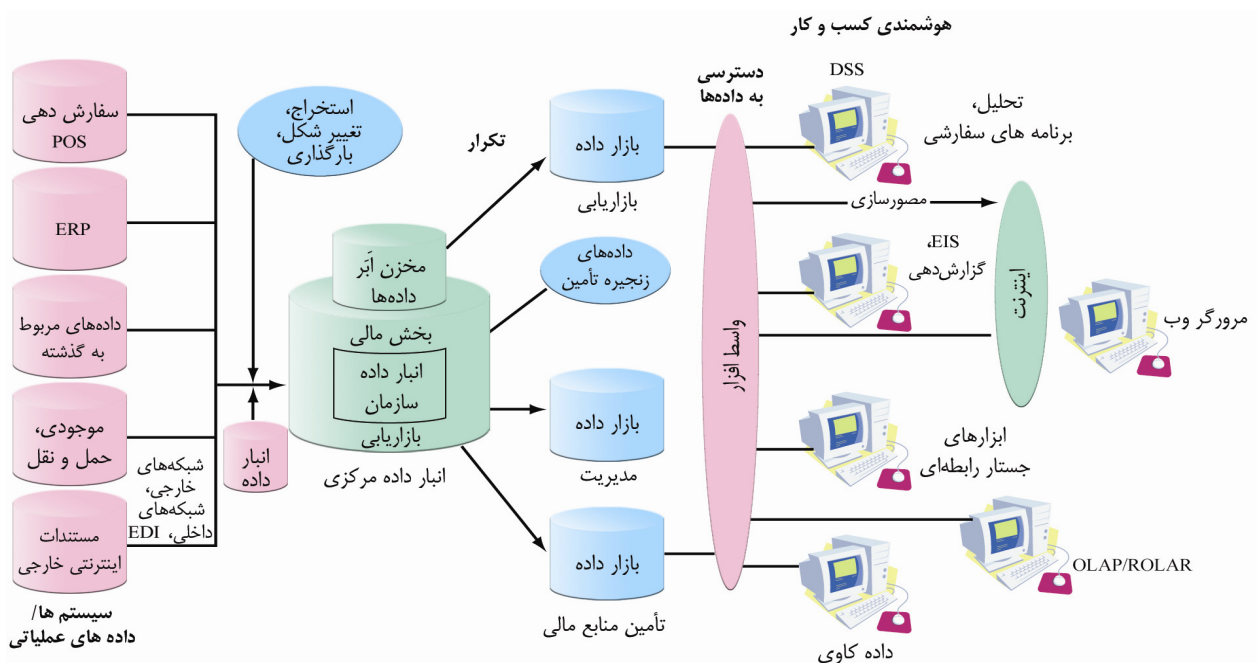 هوشمندی کسب و کار
سفارش دهی
POS
ERP
داده‌های مربوط
به گذشته
موجودی،
حمل و نقل
مستندات
اینترنتی خارجی
سیستم ها/
داده های عملیاتی
شبکه‌های
خارجی،
شبکه‌های
داخلی، EDI
استخراج،
تغییر شکل،
بارگذاری
انبار
داده
مخزن اَبَر
داده‌ها
بخش مالی
انبار داده
سازمان
بازاریابی
انبار داده مرکزی
تکرار
بازار داده
بازاریابی
داده‌های
زنجیره تأمین
بازار داده
مدیریت
بازار داده
تأمین منابع مالی
دسترسی
به داده‌ها
واسط افزار
DSS
تحلیل،
برنامه های سفارشی
مصورسازی
EIS،
گزارش‌دهی
اینترنت
مرورگر وب
ابزارهای
جستار رابطه‌ای
OLAP/ROLAR
داده کاوی